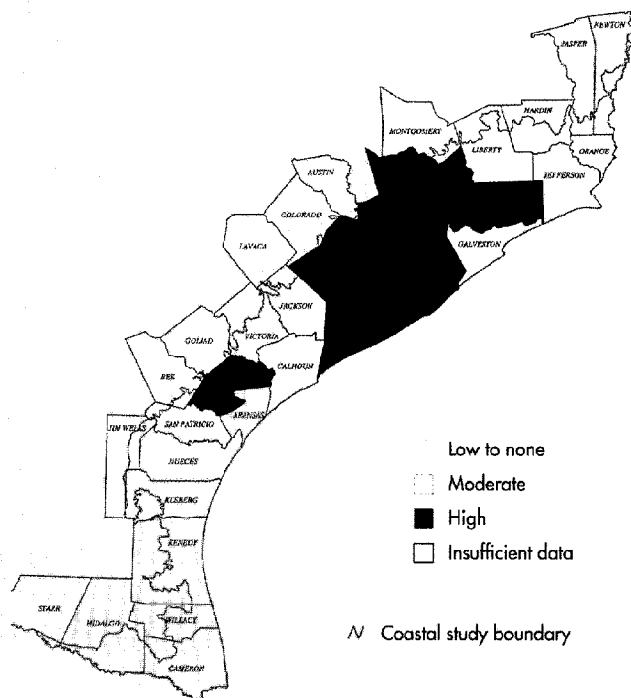 NEWTON
JASPER
HARDIN
MONTGOMERY
LIBERTY
ORANGE
JEFFERSON
AUSTIN
COLORADO
LAVACA
GALVESTON
JACKSON
GOLIAD
VICTORIA
BEE
CALHOUN
ARANSAS
SAN PATRICIO
JIM WELLS
NUECES
KLEBERG
KENEDY
STARR
HIDALGO
WILLACY
CAMERON
Low to none
Moderate
High
Insufficient data
Coastal study boundary